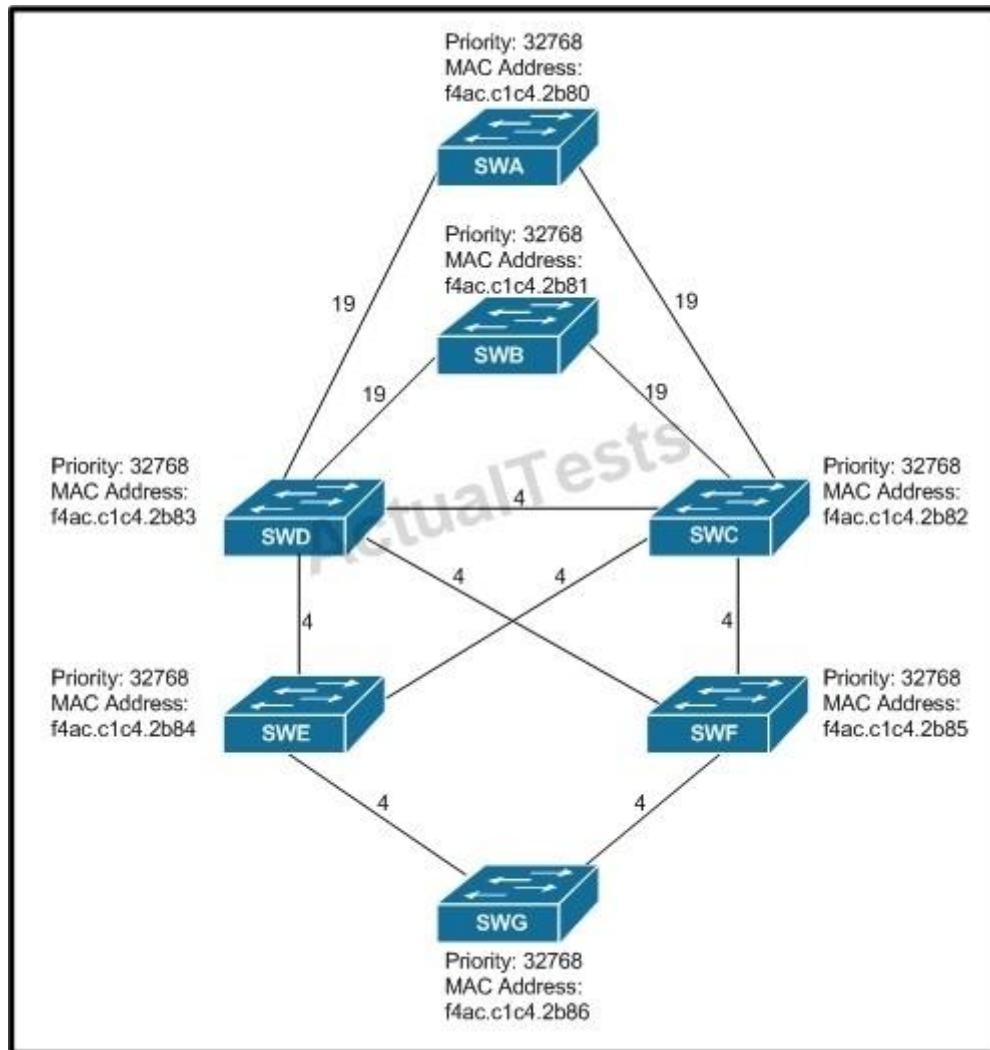 Priority: 32768
MAC Address:
f4ac.c1c4.2b80
SWA
Priority: 32768
MAC Address:
f4ac.c1c4.2b81
19
19
SWB
19
19
ActualTests
Priority: 32768
MAC Address:
f4ac.c1c4.2b83
SWD
4
SWC
Priority: 32768
MAC Address:
f4ac.c1c4.2b82
4
4
4
4
Priority: 32768
MAC Address:
f4ac.c1c4.2b84
SWE
SWF
Priority: 32768
MAC Address:
f4ac.c1c4.2b85
4
4
SWG
Priority: 32768
MAC Address:
f4ac.c1c4.2b86